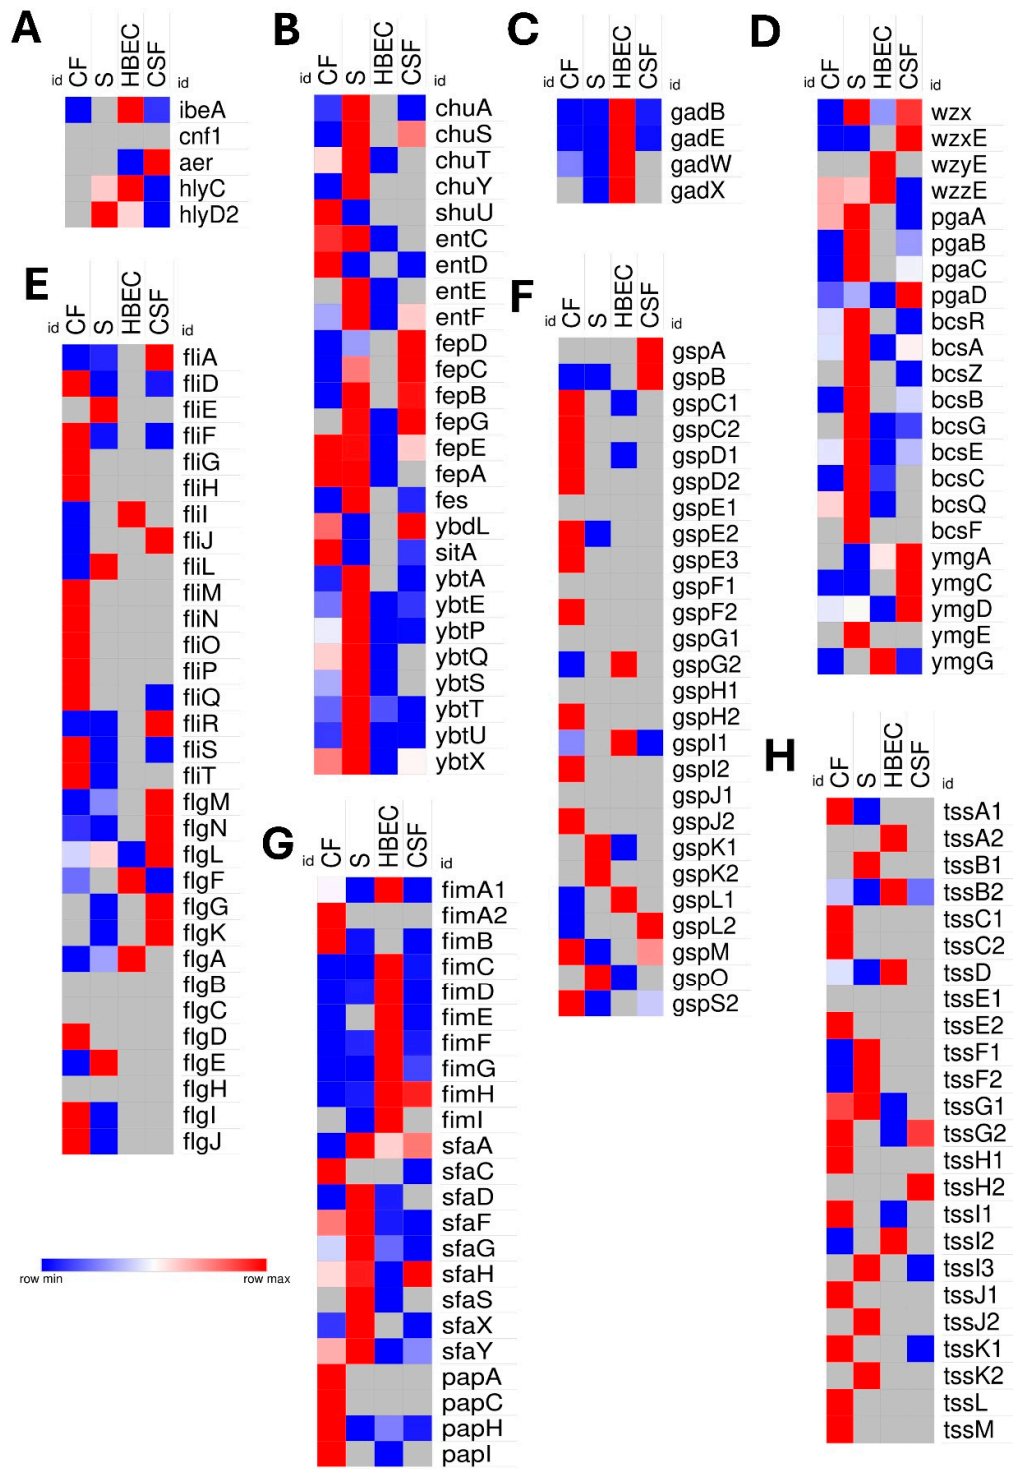 A
id CF S HBEC CSF id
ibeA
cnf1
aer
hlyC
hlyD2
B
id CF S HBEC CSF id
chuA
chuS
chuT
chuY
shuU
entC
entD
entE
entF
fepD
fepC
fepB
fepG
fepE
fepA
fes
ybdL
sitA
ybtA
ybtE
ybtP
ybtQ
ybtS
ybtT
ybtU
ybtX
C
id CF S HBEC CSF id
gadB
gadE
gadW
gadX
D
id CF S HBEC CSF id
wzx
wzxE
wzyE
wzzE
pgaA
pgaB
pgaC
pgaD
bcsR
bcsA
bcsZ
bcsB
bcsG
bcsE
bcsC
bcsQ
bcsF
ymgA
ymgC
ymgD
ymgE
ymgG
E
id CF S HBEC CSF id
fliA
fliD
fliE
fliF
fliG
fliH
fliI
fliJ
fliL
fliM
fliN
fliO
fliP
fliQ
fliR
fliS
fliT
flgM
flgN
flgL
flgF
flgG
flgK
flgA
flgB
flgC
flgD
flgE
flgH
flgI
flgJ
F
id CF S HBEC CSF id
gspA
gspB
gspC1
gspC2
gspD1
gspD2
gspE1
gspE2
gspE3
gspF1
gspF2
gspG1
gspG2
gspH1
gspH2
gspI1
gspI2
gspJ1
gspJ2
gspK1
gspK2
gspL1
gspL2
gspM
gspO
gspS2
G
id CF S HBEC CSF id
fimA1
fimA2
fimB
fimC
fimD
fimE
fimF
fimG
fimH
fimI
sfaA
sfaC
sfaD
sfaF
sfaG
sfaH
sfaS
sfaX
sfaY
papA
papC
papH
papI
H
id CF S HBEC CSF id
tssA1
tssA2
tssB1
tssB2
tssC1
tssC2
tssD
tssE1
tssE2
tssF1
tssF2
tssG1
tssG2
tssH1
tssH2
tssI1
tssI2
tssI3
tssJ1
tssJ2
tssK1
tssK2
tssL
tssM
row min row max